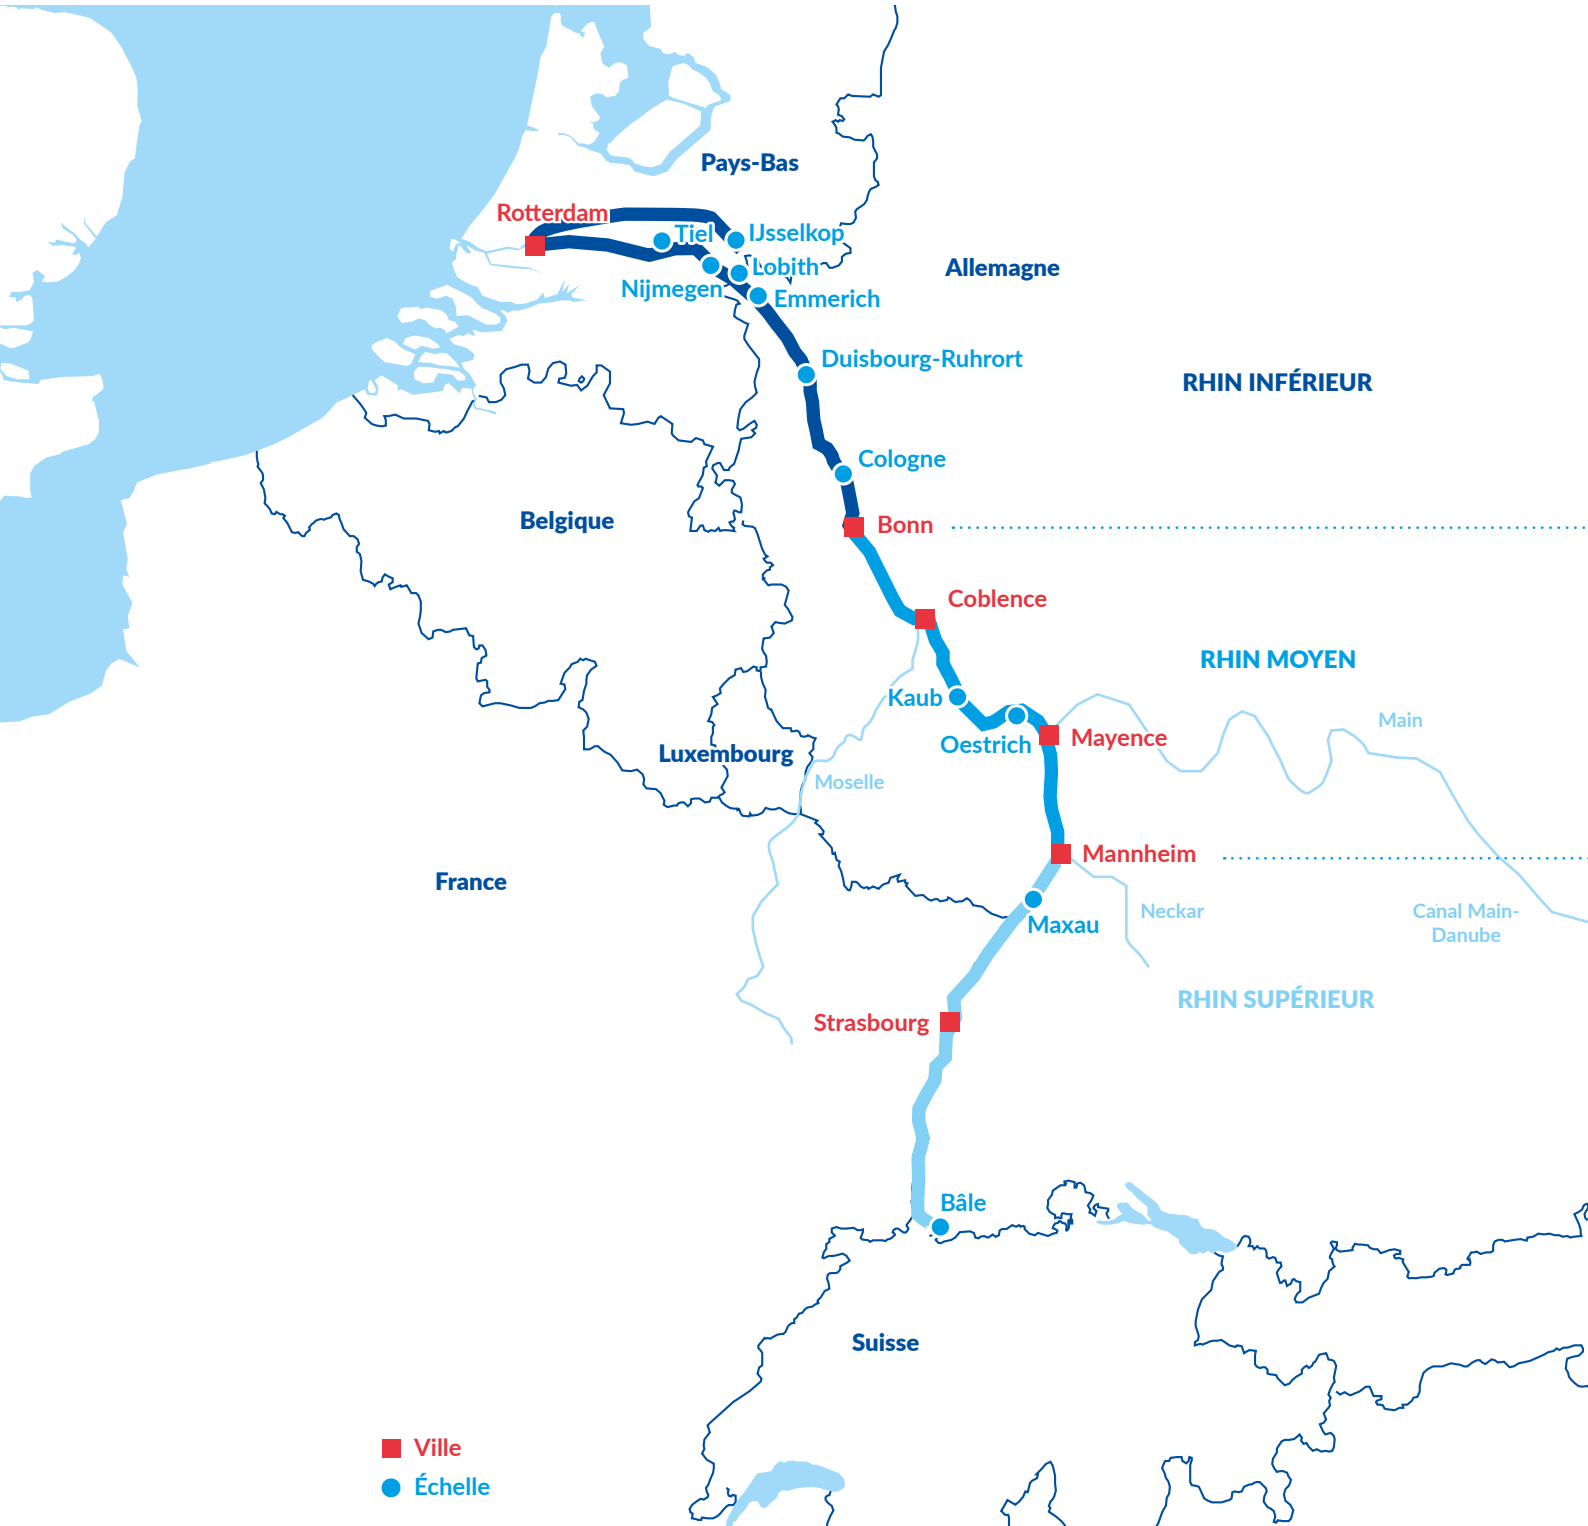 Pays-Bas
Rotterdam
Tiel
IJsselkop
Lobith
Allemagne
Nijmegen
Emmerich
Duisbourg-Ruhrort
RHIN INFÉRIEUR
Cologne
Belgique
Bonn
Coblence
RHIN MOYEN
Kaub
Main
Oestrich
Mayence
Luxembourg
Moselle
Mannheim
France
Neckar
Canal Main-
Danube
Maxau
RHIN SUPÉRIEUR
Strasbourg
Bâle
Suisse
Ville
Échelle